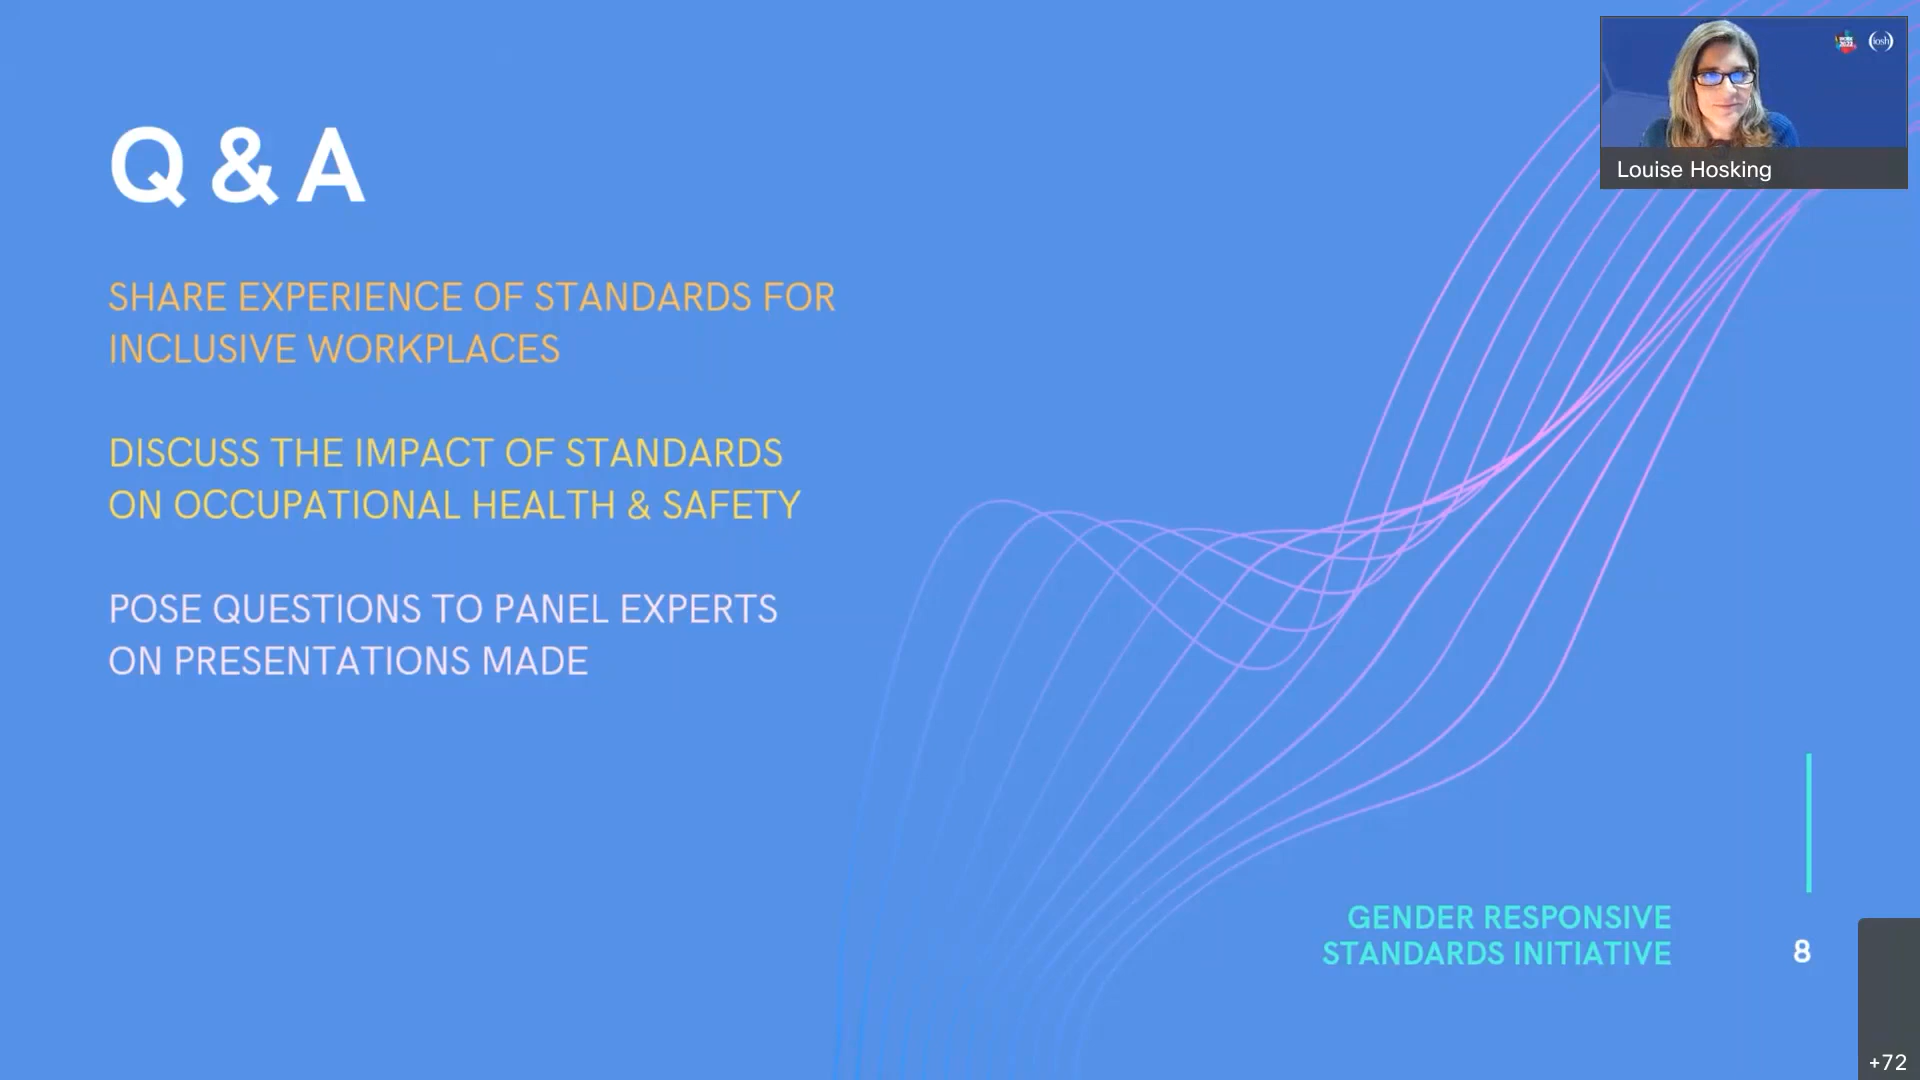 Q & A
SHARE EXPERIENCE OF STANDARDS FOR
INCLUSIVE WORKPLACES
DISCUSS THE IMPACT OF STANDARDS
ON OCCUPATIONAL HEALTH & SAFETY
POSE QUESTIONS TO PANEL EXPERTS
ON PRESENTATIONS MADE
iosh
Louise Hosking
GENDER RESPONSIVE
STANDARDS INITIATIVE
8
+72